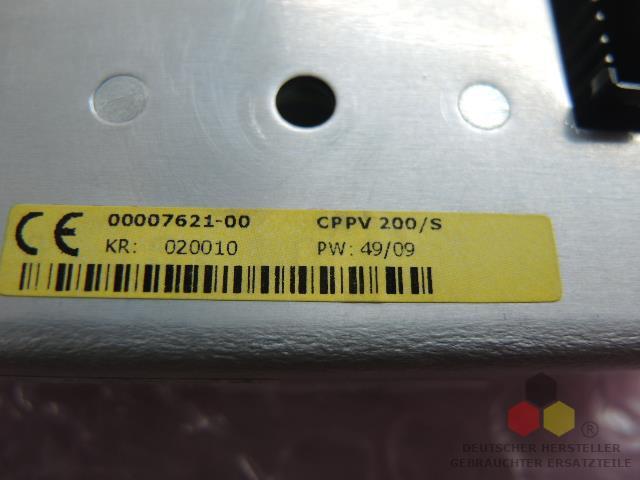 CE 00007621-00 CPPV 200/S
KR: 020010 PW: 49/09
®
DEUTSCHER HERSTELLER
GEBRAUCHTER ERSATZTEILE